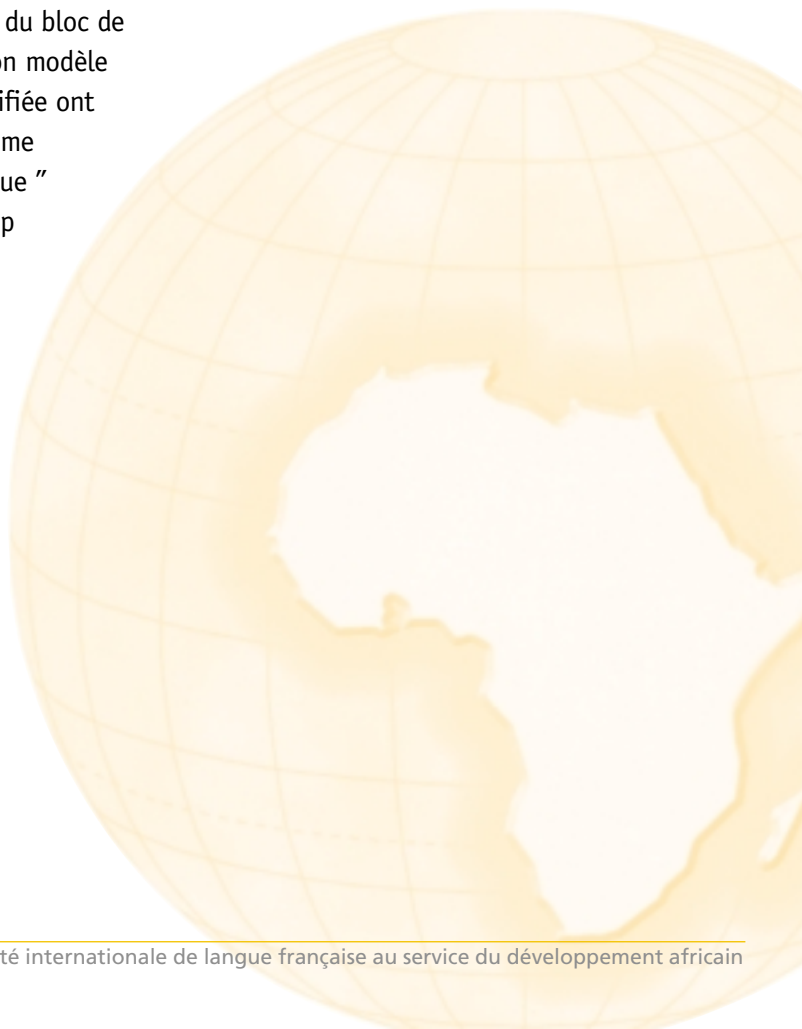 du bloc de
on modèle
ifiée ont
me
ue "
p
té internationale de langue française au service du développement africain